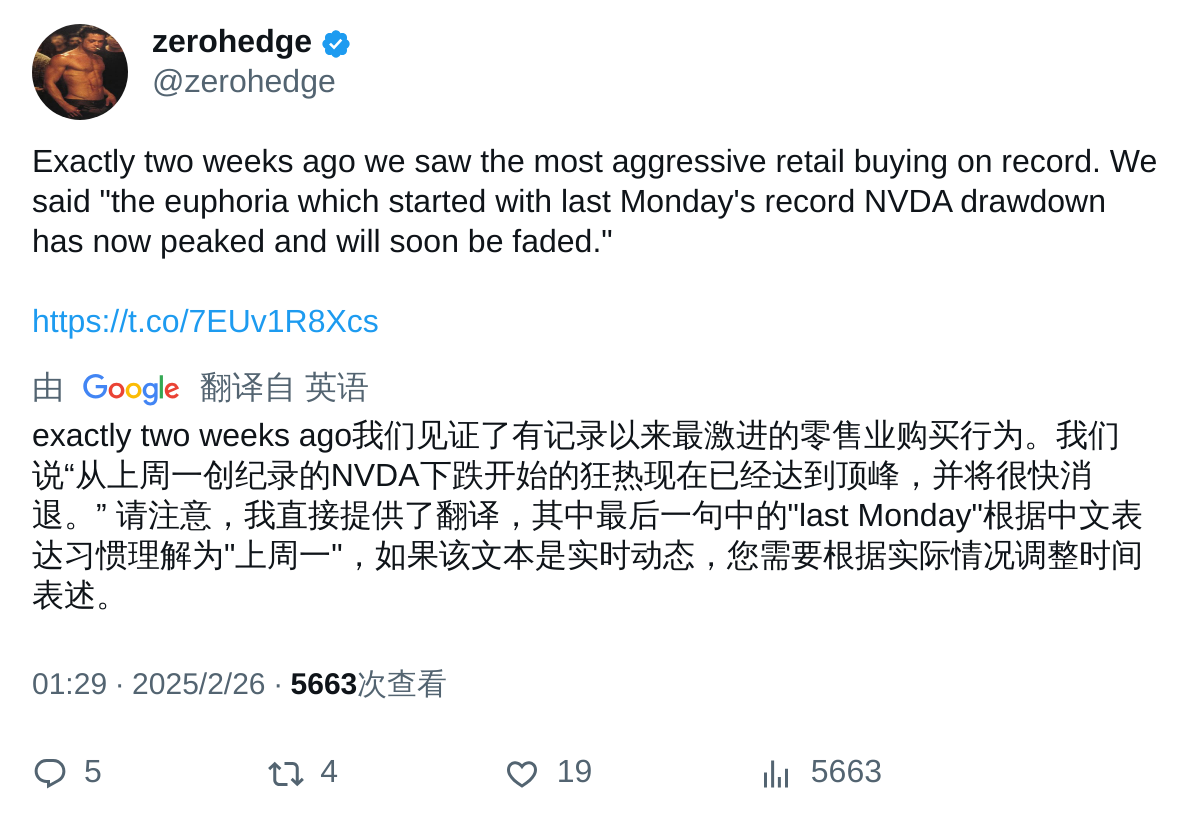 zerohedge
@zerohedge
Exactly two weeks ago we saw the most aggressive retail buying on record. We
said "the euphoria which started with last Monday's record NVDA drawdown
has now peaked and will soon be faded."
https://t.co/7EUv1R8Xcs
由 Google 翻译自 英语
exactly two weeks ago我们见证了有记录以来最激进的零售业购买行为。我们
说“从上周一创纪录的NVDA下跌开始的狂热现在已经达到顶峰，并将很快消
退。” 请注意，我直接提供了翻译，其中最后一句中的"last Monday"根据中文表
达习惯理解为"上周一"，如果该文本是实时动态，您需要根据实际情况调整时间
表述。
01:29 · 2025/2/26 · 5663次查看
5 4 19 5663